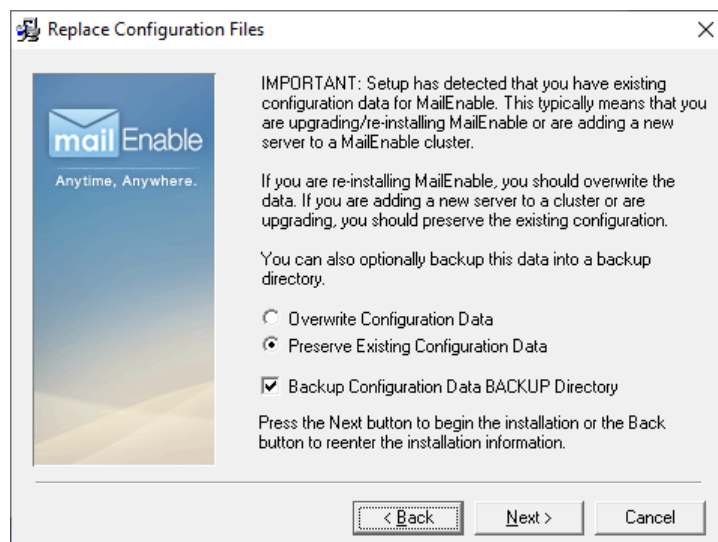 Replace Configuration Files
mailEnable
Anytime, Anywhere.
IMPORTANT: Setup has detected that you have existing
configuration data for MailEnable. This typically means that you
are upgrading/re-installing MailEnable or are adding a new
server to a MailEnable cluster.
If you are re-installing MailEnable, you should overwrite the
data. If you are adding a new server to a cluster or are
upgrading, you should preserve the existing configuration.
You can also optionally backup this data into a backup
directory.
Overwrite Configuration Data
Preserve Existing Configuration Data
Backup Configuration Data BACKUP Directory
Press the Next button to begin the installation or the Back
button to reenter the installation information.
< Back
Next >
Cancel